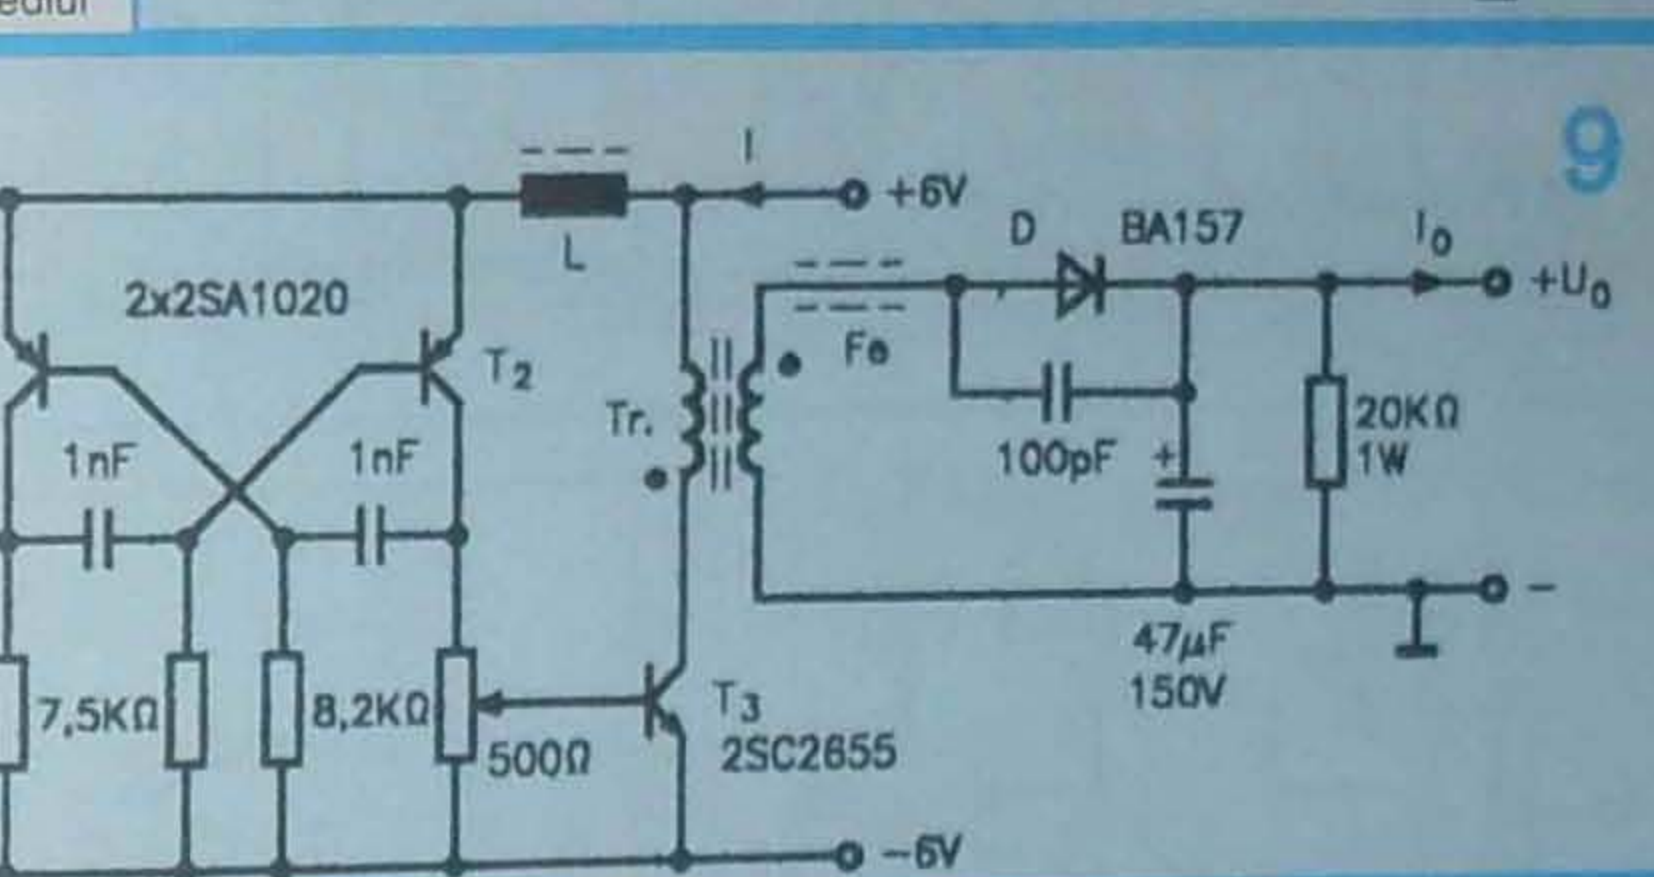 9
I
+6V
L
D
BA157
I0
+U0
2x2SA1020
T2
Fe
Tr.
1nF
1nF
100pF
+
20KΩ
1W
-
47µF
150V
7,5KΩ
8,2KΩ
500Ω
T3
2SC2655
-6V